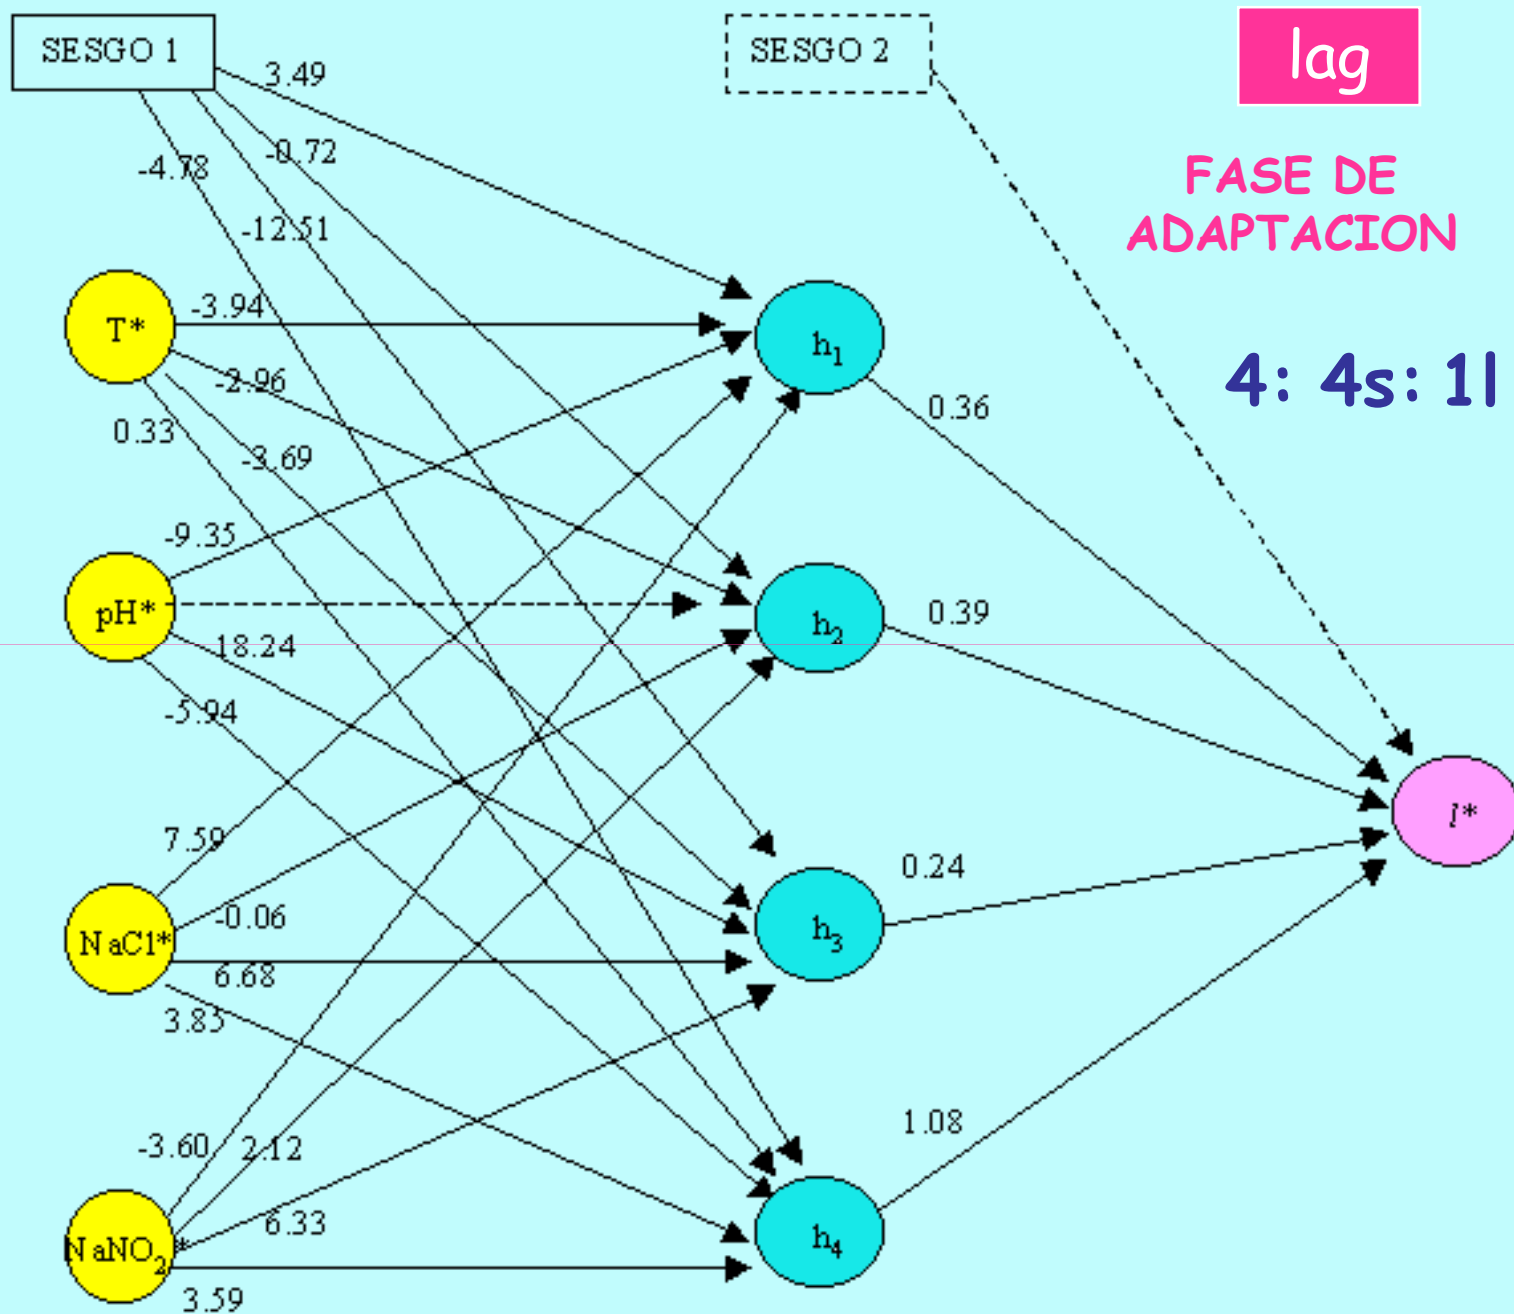 SESGO 1
SESGO 2
lag
3.49
-0.72
-4.78
-12.51
FASE DE
ADAPTACION
T*
-3.94
-2.96
0.33
-3.69
h1
0.36
4: 4s: 1l
pH*
-9.35
18.24
-5.94
h2
0.39
NaCl*
7.59
-0.06
6.68
3.85
h3
0.24
l*
NaNO2*
-3.60
2.12
6.33
3.59
h4
1.08